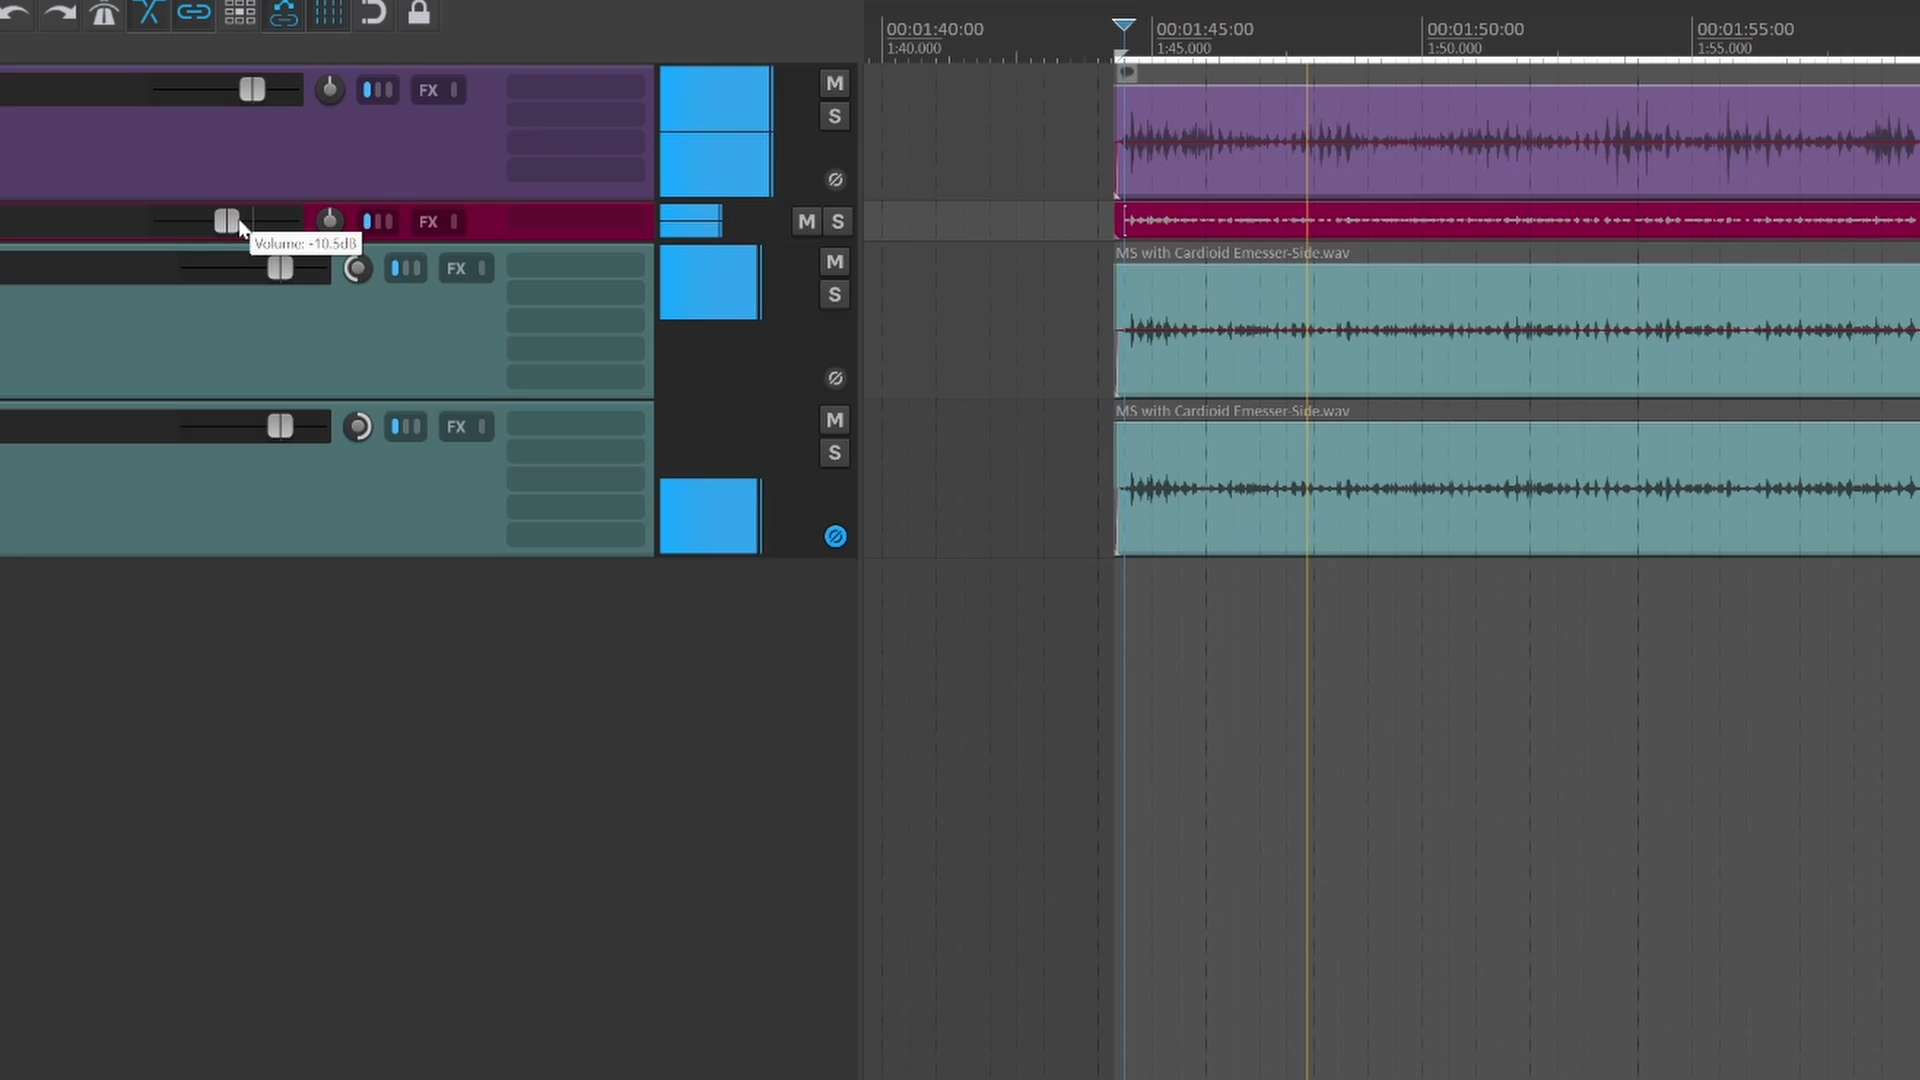 00:01:40:00
1:40.000
00:01:45:00
1:45.000
00:01:50:00
1:50.000
00:01:55:00
1:55.000
FX
M
S
FX
M S
Volume: -10.5dB
FX
M
S
MS with Cardioid Emesser-Side.wav
FX
M
S
MS with Cardioid Emesser-Side.wav